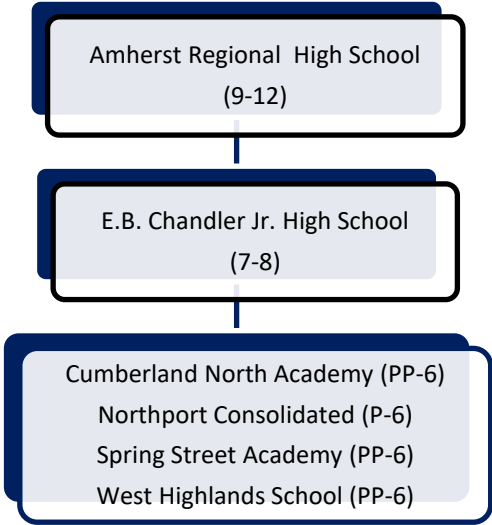 Amherst Regional High School
(9-12)
E.B. Chandler Jr. High School
(7-8)
Cumberland North Academy (PP-6)
Northport Consolidated (P-6)
Spring Street Academy (PP-6)
West Highlands School (PP-6)